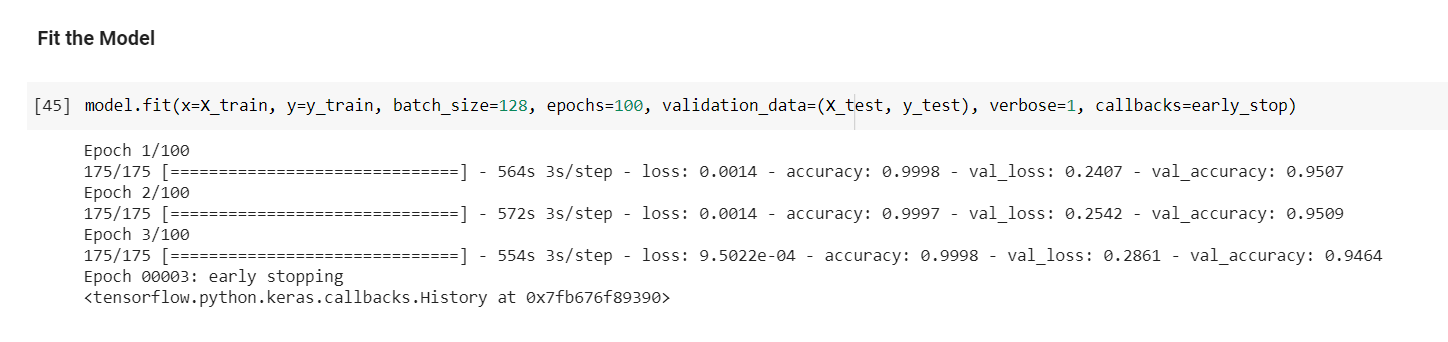 Fit the Model
[45] model.fit(x=X_train, y=y_train, batch_size=128, epochs=100, validation_data=(X_test, y_test), verbose=1, callbacks=early_stop)
Epoch 1/100
175/175 [==============================] - 564s 3s/step - loss: 0.0014 - accuracy: 0.9998 - val_loss: 0.2407 - val_accuracy: 0.9507
Epoch 2/100
175/175 [==============================] - 572s 3s/step - loss: 0.0014 - accuracy: 0.9997 - val_loss: 0.2542 - val_accuracy: 0.9509
Epoch 3/100
175/175 [==============================] - 554s 3s/step - loss: 9.5022e-04 - accuracy: 0.9998 - val_loss: 0.2861 - val_accuracy: 0.9464
Epoch 00003: early stopping
<tensorflow.python.keras.callbacks.History at 0x7fb676f89390>